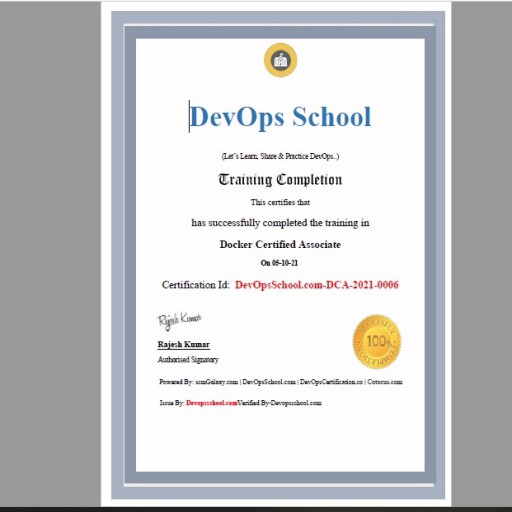 DevOps School
(Let's Learn, Share & Practice DevOps..)
Training Completion
This certifies that
has successfully completed the training in
Docker Certified Associate
On 05-10-21
Certification Id: DevOpsSchool.com-DCA-2021-0006
Rajesh Kumar
Rajesh Kumar
Authorised Signatory
100%
Powered By: scmGalaxy.com | DevOpsSchool.com | DevOpsCertification.co | Cotocus.com
Issue By: Devopsschool.comVerified By-Devopsschool.com